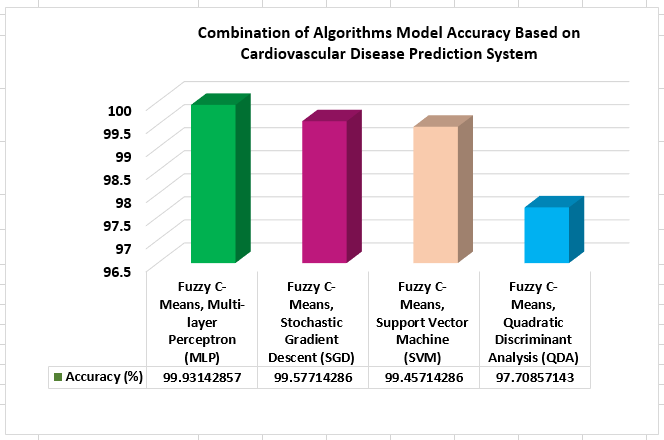 Combination of Algorithms Model Accuracy Based on
Cardiovascular Disease Prediction System
100
99.5
99
98.5
98
97.5
97
96.5
Fuzzy C-
Means, Multi-
layer
Perceptron
(MLP)
Fuzzy C-
Means,
Stochastic
Gradient
Descent (SGD)
Fuzzy C-
Means,
Support Vector
Machine
(SVM)
Fuzzy C-
Means,
Quadratic
Discriminant
Analysis (QDA)
Accuracy (%) 99.93142857 99.57714286 99.45714286 97.70857143